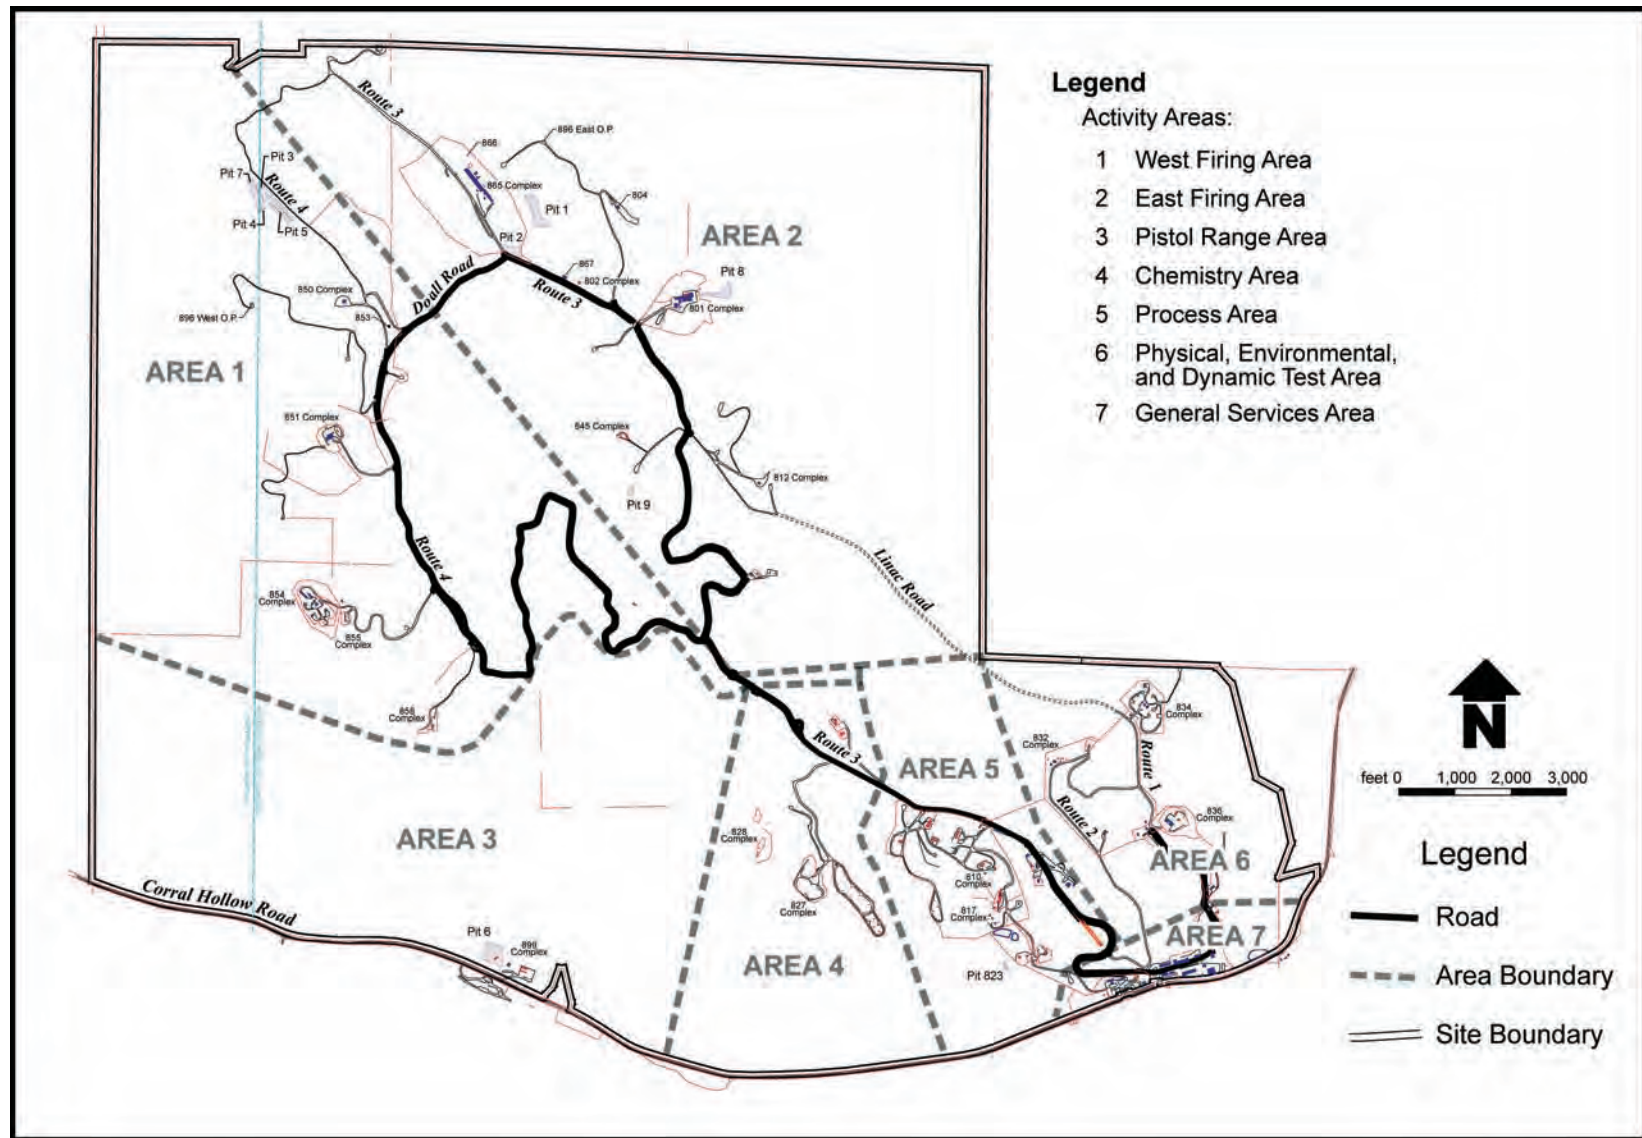 Legend
Activity Areas:
1 West Firing Area
2 East Firing Area
3 Pistol Range Area
4 Chemistry Area
5 Process Area
6 Physical, Environmental,
and Dynamic Test Area
7 General Services Area
Route 3
896 East O.P.
866
865 Complex
804
Pit 3
Pit 7
Route 4
Pit 4
Pit 5
Pit 1
Pit 2
AREA 2
867
802 Complex
Pit 8
Doall Road
Route 3
801 Complex
850 Complex
853
896 West O.P.
AREA 1
851 Complex
845 Complex
812 Complex
Pit 9
Route 4
Linac Road
854
Complex
855
Complex
858
Complex
834
Complex
832
Complex
Route 1
N
Route 3
AREA 5
feet 0 1,000 2,000 3,000
Route 2
836
Complex
828
Complex
AREA 3
AREA 6
Legend
810
Complex
827
Complex
817
Complex
Road
Corral Hollow Road
Pit 6
899
Complex
AREA 7
AREA 4
Pit 823
Area Boundary
Site Boundary